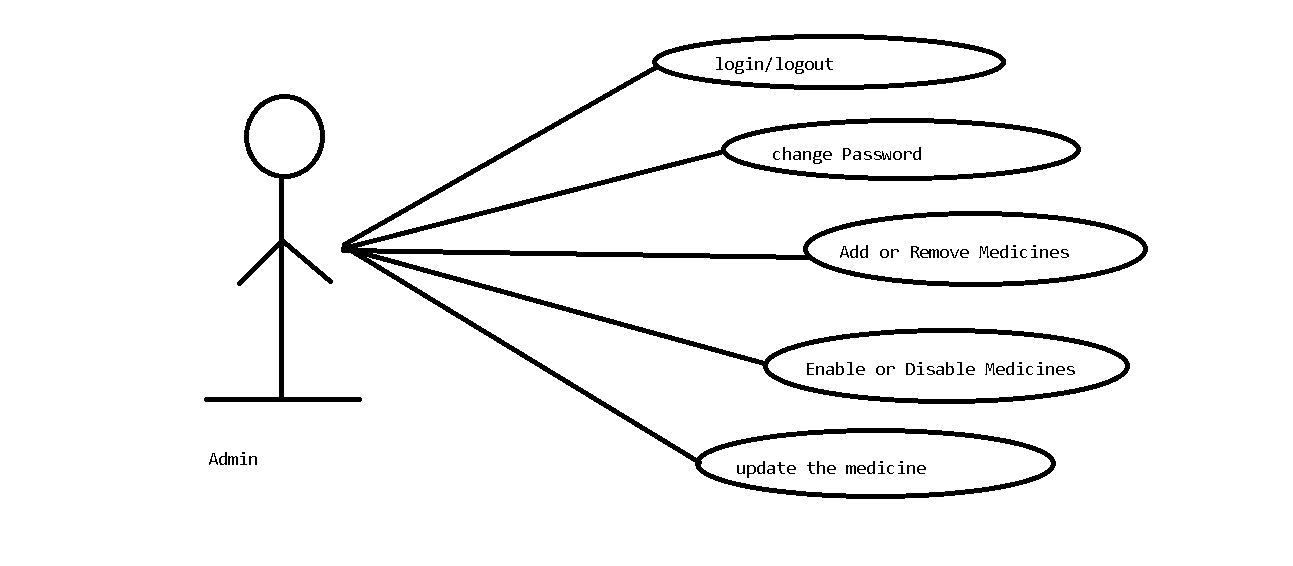 login/logout
change Password
Add or Remove Medicines
Enable or Disable Medicines
update the medicine
Admin